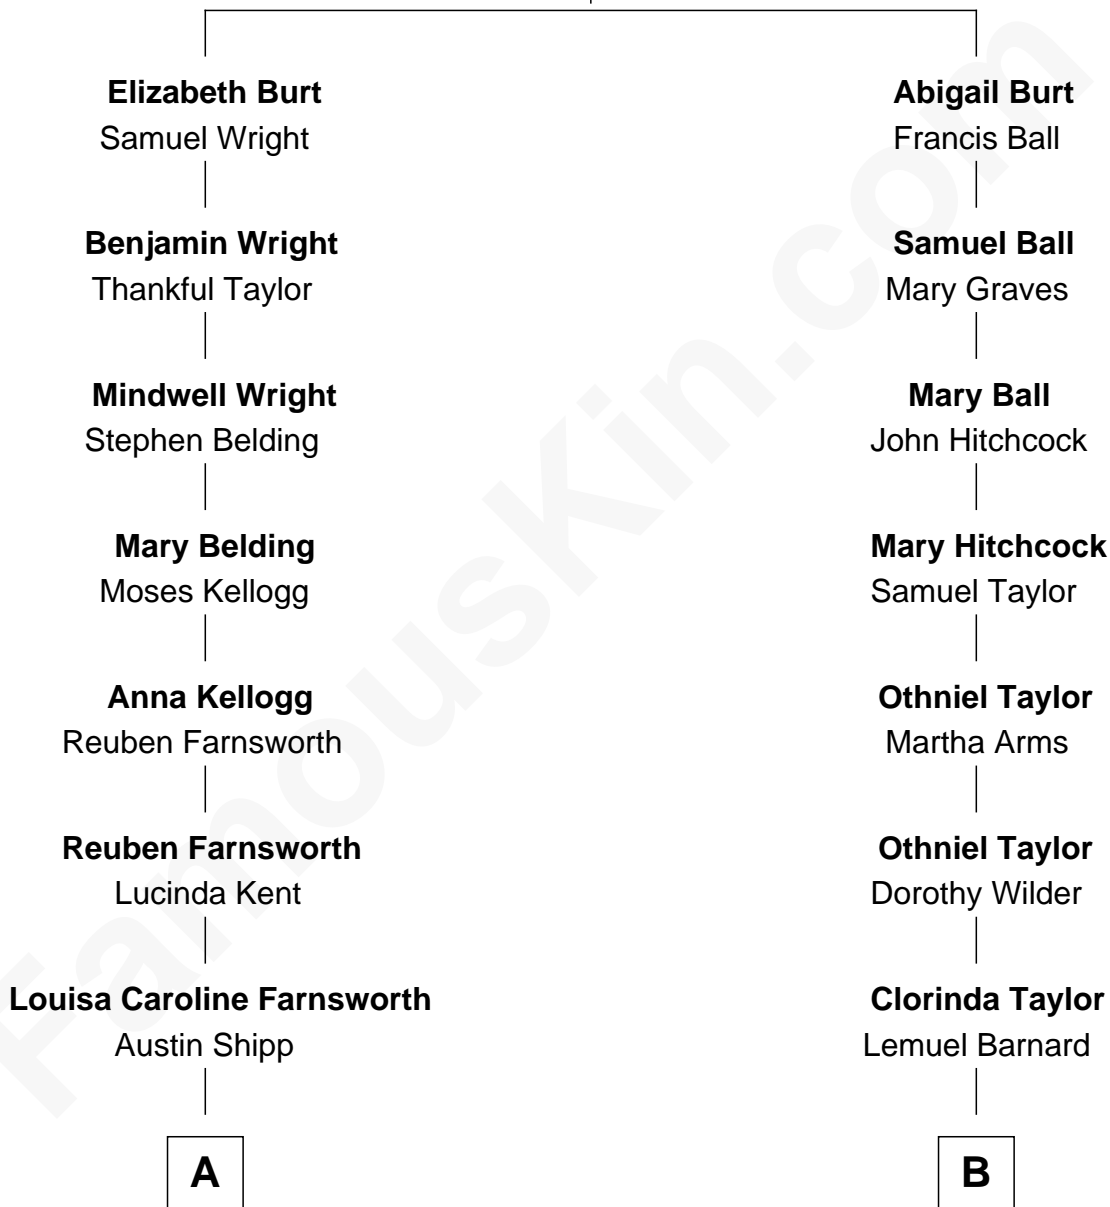 Elizabeth Burt
Samuel Wright
Benjamin Wright
Thankful Taylor
Mindwell Wright
Stephen Belding
Mary Belding
Moses Kellogg
Anna Kellogg
Reuben Farnsworth
Reuben Farnsworth
Lucinda Kent
Louisa Caroline Farnsworth
Austin Shipp
A
Abigail Burt
Francis Ball
Samuel Ball
Mary Graves
Mary Ball
John Hitchcock
Mary Hitchcock
Samuel Taylor
Othniel Taylor
Martha Arms
Othniel Taylor
Dorothy Wilder
Clorinda Taylor
Lemuel Barnard
B
FamousKin.com